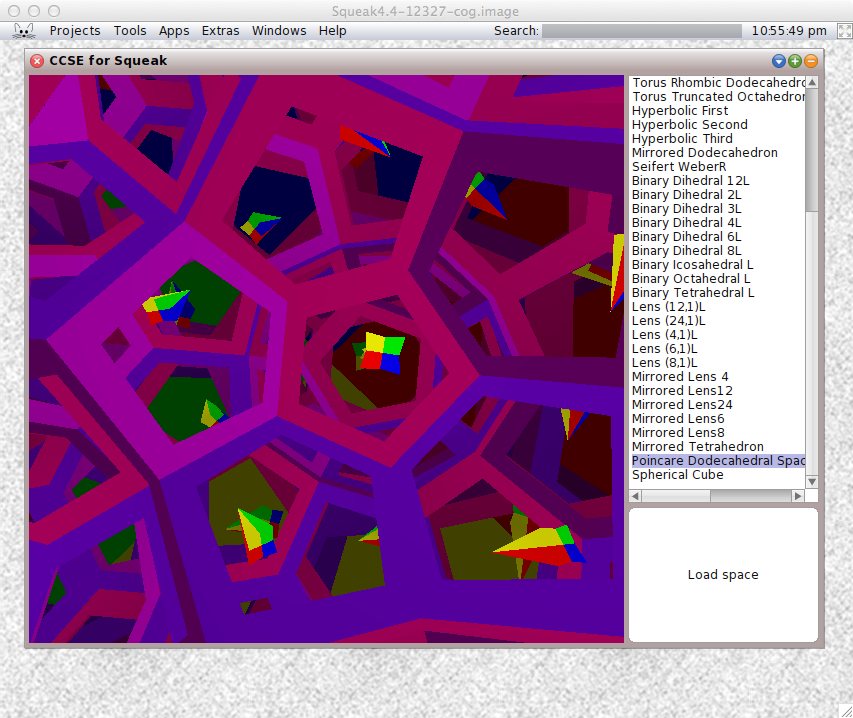 Squeak4.4-12327-cog.image
Projects Tools Apps Extras Windows Help Search: 10:55:49 pm
CCSE for Squeak
Torus Rhombic Dodecahedro
Torus Truncated Octahedron
Hyperbolic First
Hyperbolic Second
Hyperbolic Third
Mirrored Dodecahedron
Seifert WeberR
Binary Dihedral 12L
Binary Dihedral 2L
Binary Dihedral 3L
Binary Dihedral 4L
Binary Dihedral 6L
Binary Dihedral 8L
Binary Icosahedral L
Binary Octahedral L
Binary Tetrahedral L
Lens (12,1)L
Lens (24,1)L
Lens (4,1)L
Lens (6,1)L
Lens (8,1)L
Mirrored Lens 4
Mirrored Lens12
Mirrored Lens24
Mirrored Lens6
Mirrored Lens8
Mirrored Tetrahedron
Poincare Dodecahedral Spac
Spherical Cube
Load space